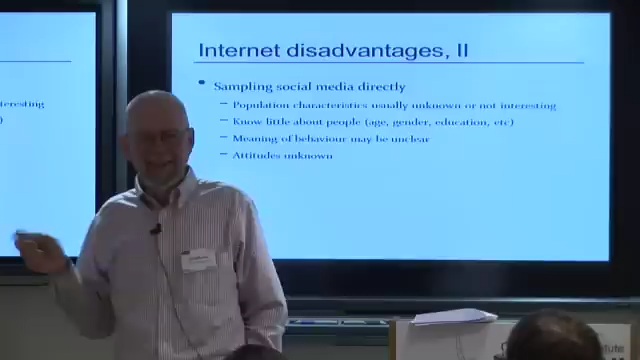 teresting
)
Internet disadvantages, II
• Sampling social media directly
– Population characteristics usually unknown or not interesting
– Know little about people (age, gender, education, etc)
– Meaning of behaviour may be unclear
– Attitudes unknown